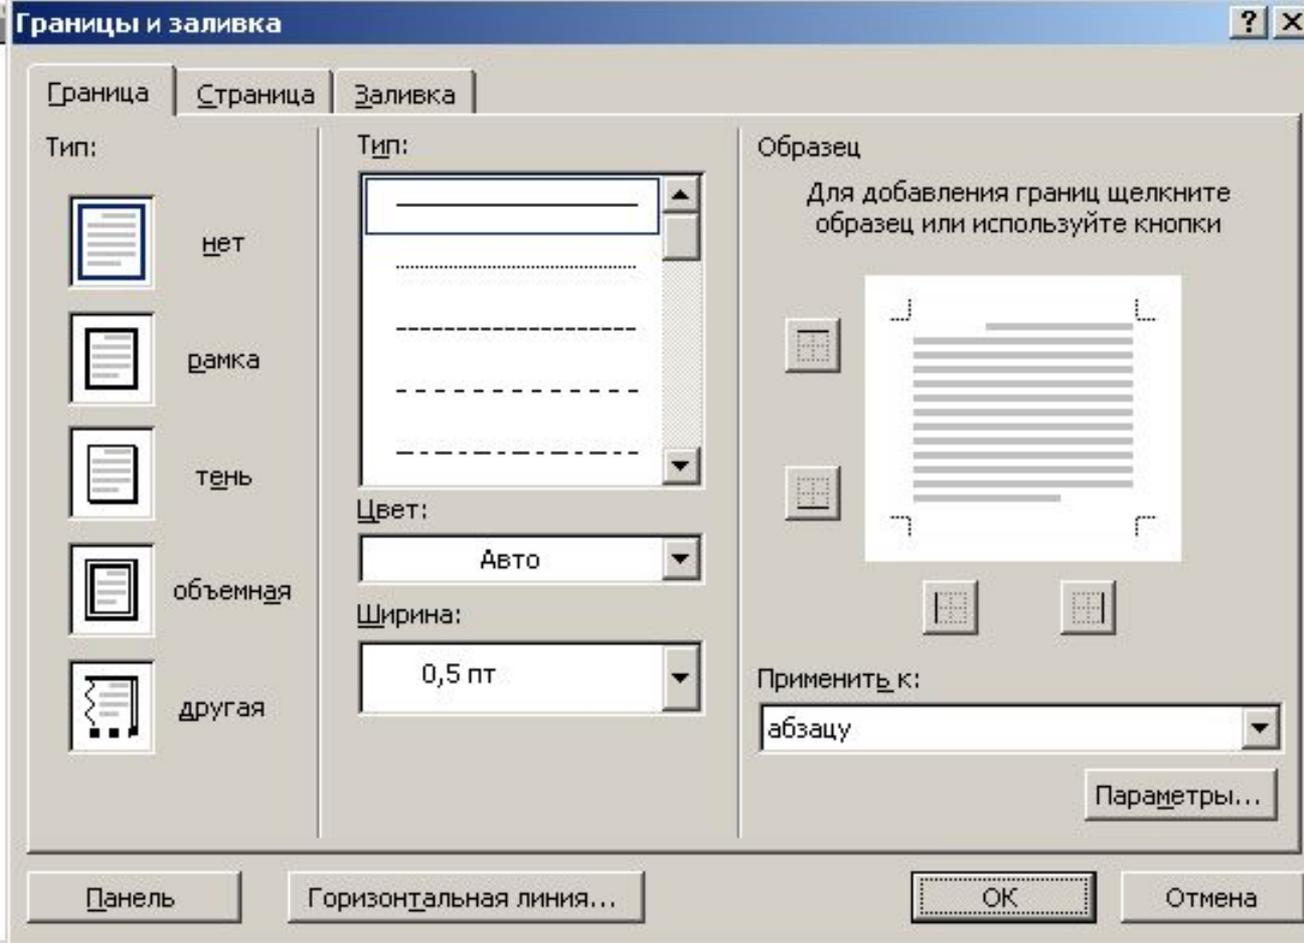 Границы и заливка
Граница
Страница
Заливка
Тип:
нет
рамка
тень
объемная
другая
Тип:
Цвет:
Авто
Ширина:
0,5 пт
Образец
Для добавления границ щелкните
образец или используйте кнопки
Применить к:
абзацу
Параметры...
Панель
Горизонтальная линия...
ОК
Отмена